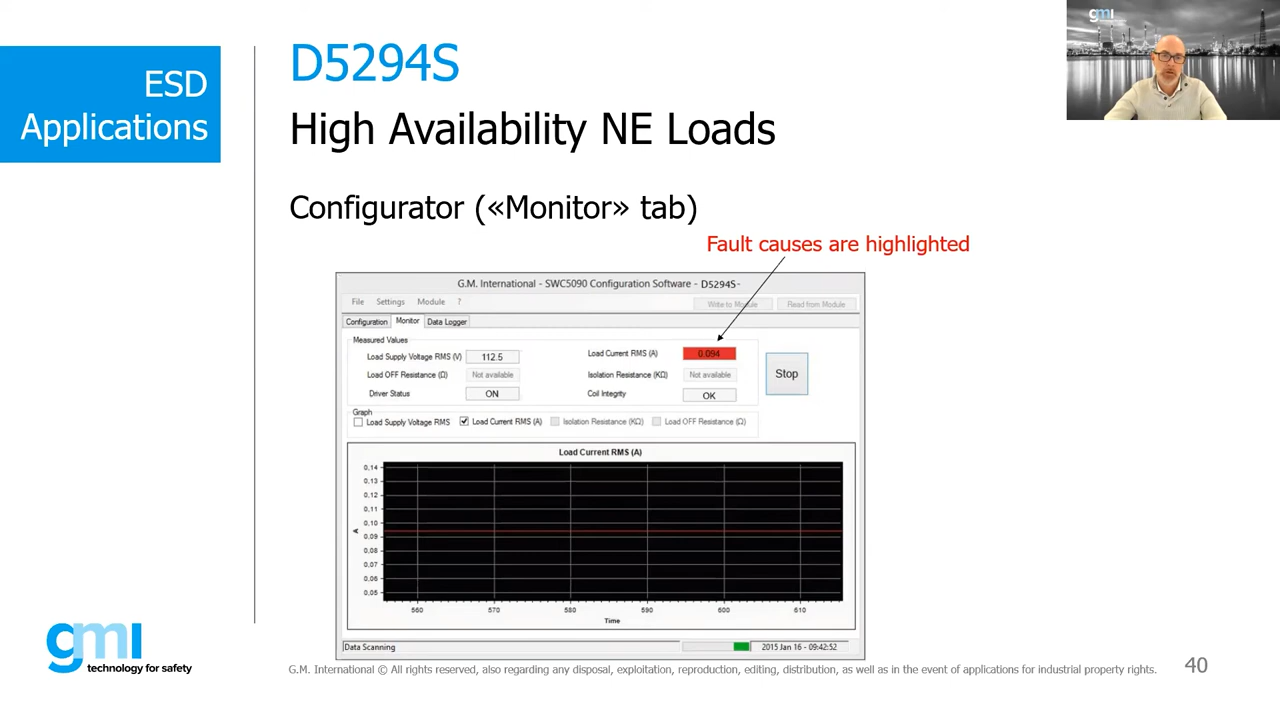 ESD
Applications
D5294S
High Availability NE Loads
Configurator («Monitor» tab)
Fault causes are highlighted
G.M. International - SWC5090 Configuration Software - D5294S-
File Settings Module ?
Write to Module Read from Module
Configuration Monitor Data Logger
Measured Values
Load Supply Voltage RMS (V) 112.5 Load Current RMS (A) 0.094
Load OFF Resistance (Ω) Not available Isolation Resistance (KΩ) Not available
Stop
Driver Status ON Coil Integrity OK
Graph
Load Supply Voltage RMS Load Current RMS (A) Isolation Resistance (KΩ) Load OFF Resistance (Ω)
Load Current RMS (A)
0,14
0,13
0,12
0,11
0,10
0,09
0,08
0,07
0,06
0,05
A
560 570 580 590 600 610
Time
Data Scanning 2015 Jan 16 - 09:42:52
gmi
technology for safety
G.M. International © All rights reserved, also regarding any disposal, exploitation, reproduction, editing, distribution, as well as in the event of applications for industrial property rights.
40
gmi